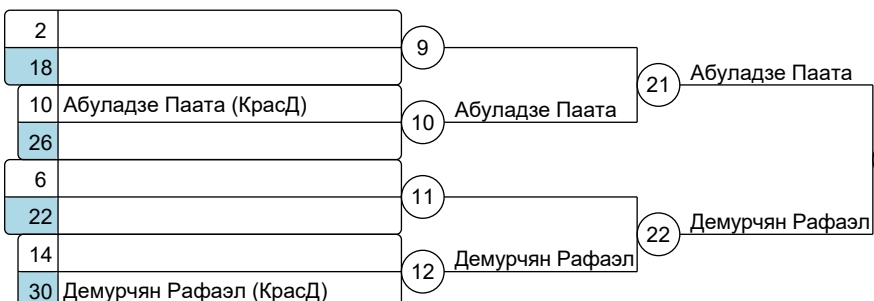 2
9
18
21 Абуладзе Паата
10 Абуладзе Паата (КрасД)
10 Абуладзе Паата
26
6
11
22
22 Демурчян Рафаэл
14
12 Демурчян Рафаэл
30 Демурчян Рафаэл (КрасД)